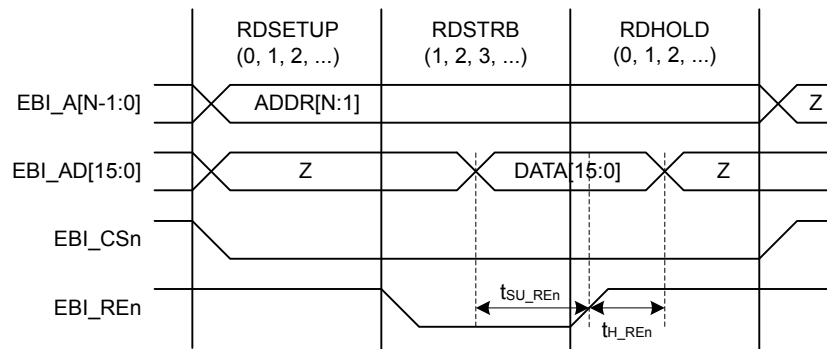 RDSETUP RDSTRB RDHOLD
(0, 1, 2, ...) (1, 2, 3, ...) (0, 1, 2, ...)
EBI_A[N-1:0] ADDR[N:1] Z
EBI_AD[15:0] Z DATA[15:0] Z
EBI_CSn
EBI_REn tSU_REn
tH_REn